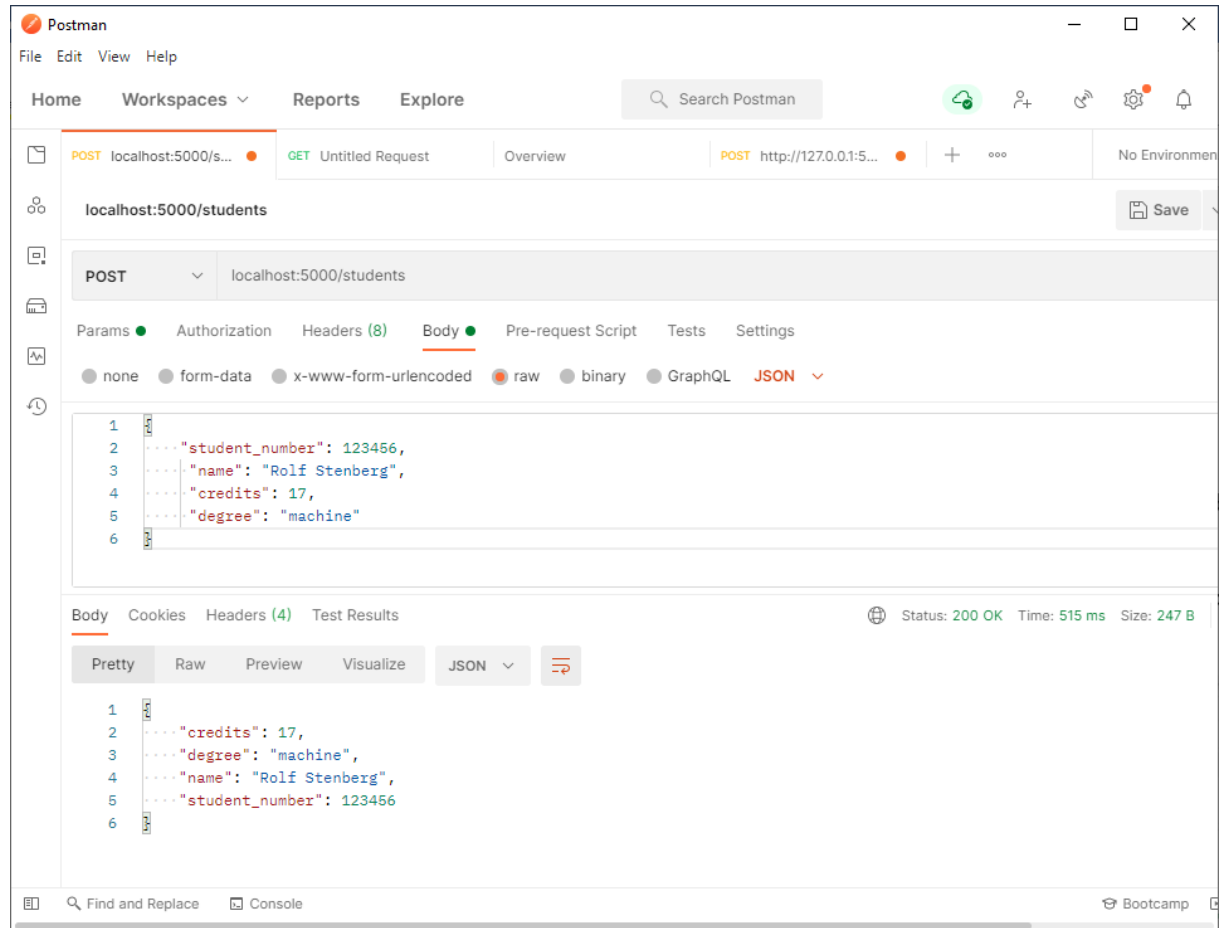 Postman
File Edit View Help
Home Workspaces Reports Explore Search Postman
POST localhost:5000/s... GET Untitled Request Overview POST http://127.0.0.1:5... No Environmen
localhost:5000/students Save
POST localhost:5000/students
Params Authorization Headers (8) Body Pre-request Script Tests Settings
none form-data x-www-form-urlencoded raw binary GraphQL JSON
1 {
2 "student_number": 123456,
3 "name": "Rolf Stenberg",
4 "credits": 17,
5 "degree": "machine"
6 }
Body Cookies Headers (4) Test Results Status: 200 OK Time: 515 ms Size: 247 B
Pretty Raw Preview Visualize JSON
1 {
2 "credits": 17,
3 "degree": "machine",
4 "name": "Rolf Stenberg",
5 "student_number": 123456
6 }
Find and Replace Console Bootcamp